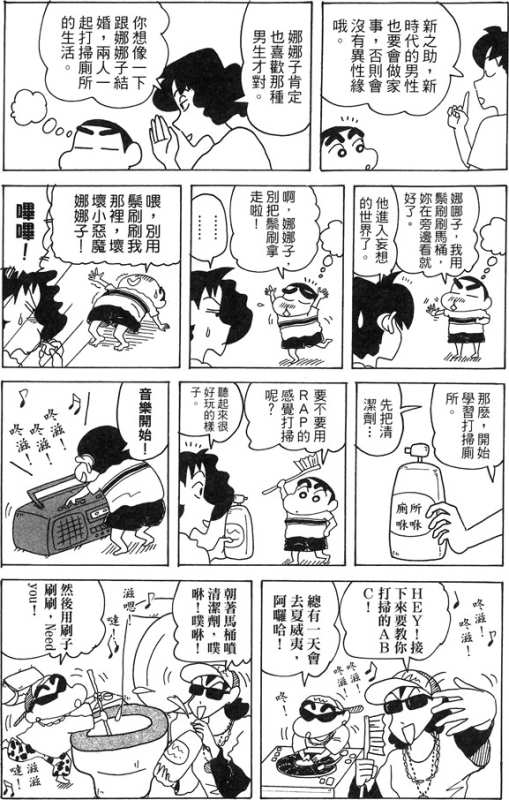 新之助，新
時代的男性
也要會做家
事，否則會
沒有異性緣
哦。
娜娜子肯定
也喜歡那種
男生才對。
你想像一下
跟娜娜子結
婚，兩人一
起打掃廁所
的生活。
娜娜子，我用
鬃刷刷馬桶，
妳在旁邊看就
好了。
他進入妄想
的世界了。
啊，娜娜子，
別把鬃刷拿
走啦！
………
喂，別用
鬃刷刷我
那裡，壞
壞小惡魔
娜娜子！
嗶嗶！
那麼，開始
學習打掃廁
所。
先把清
潔劑…
廁所
咻咻
要不要用
RAP的
感覺打掃
呢？
聽起來很
好玩的樣
子。
音樂開始！
咚滋！
咚滋！
咚滋！
咚滋！
咚滋！
HEY！接
下來要教你
打掃的AB
C！
總有一天會
去夏威夷，
阿囉哈！
咚！
滋！
朝著馬桶噴
清潔劑，噗
咻！噗咻！
滋嗯！
噠！
然後用刷子
刷刷，Need
you！
滋滋
噠！